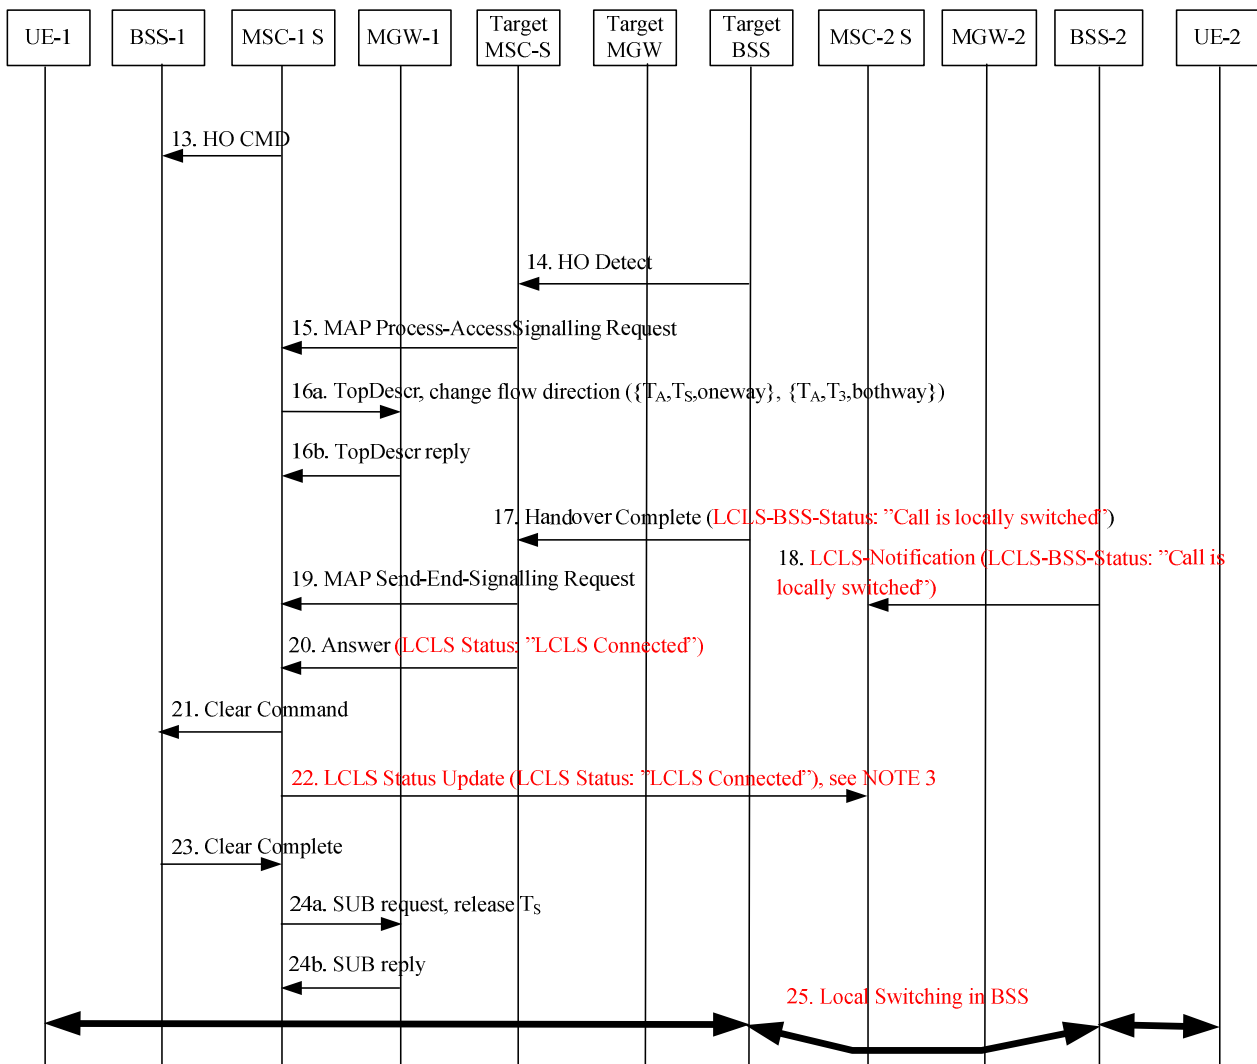 UE-1
BSS-1
MSC-1 S
MGW-1
Target
MSC-S
Target
MGW
Target
BSS
MSC-2 S
MGW-2
BSS-2
UE-2
13. HO CMD
14. HO Detect
15. MAP Process-AccessSignalling Request
16a. TopDescr, change flow direction ({TA,TS,oneway}, {TA,T3,bothway})
16b. TopDescr reply
17. Handover Complete (LCLS-BSS-Status: ”Call is locally switched”)
18. LCLS-Notification (LCLS-BSS-Status: ”Call is
locally switched”)
19. MAP Send-End-Signalling Request
20. Answer (LCLS Status: ”LCLS Connected”)
21. Clear Command
22. LCLS Status Update (LCLS Status: ”LCLS Connected”), see NOTE 3
23. Clear Complete
24a. SUB request, release TS
24b. SUB reply
25. Local Switching in BSS